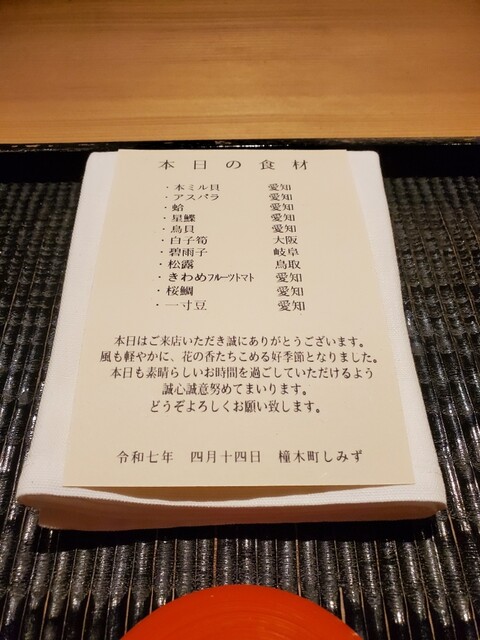 本日の食材
・本ミル貝 愛知
・アスパラ 愛知
・蛤 愛知
・星鰈 愛知
・鳥貝 愛知
・白子筍 大阪
・碧雨子 岐阜
・松露 鳥取
・きわめフルーツトマト 愛知
・桜鯛 愛知
・一寸豆 愛知
本日はご来店いただき誠にありがとうございます。
風も軽やかに、花の香たちこめる好季節となりました。
本日も素晴らしいお時間を過ごしていただけるよう
誠心誠意努めてまいります。
どうぞよろしくお願い致します。
令和七年 四月十四日 橦木町しみず